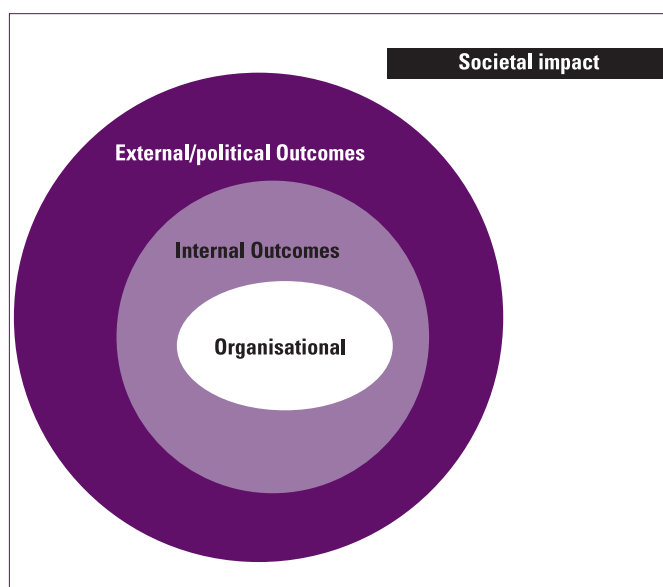 Societal impact
External/political Outcomes
Internal Outcomes
Organisational